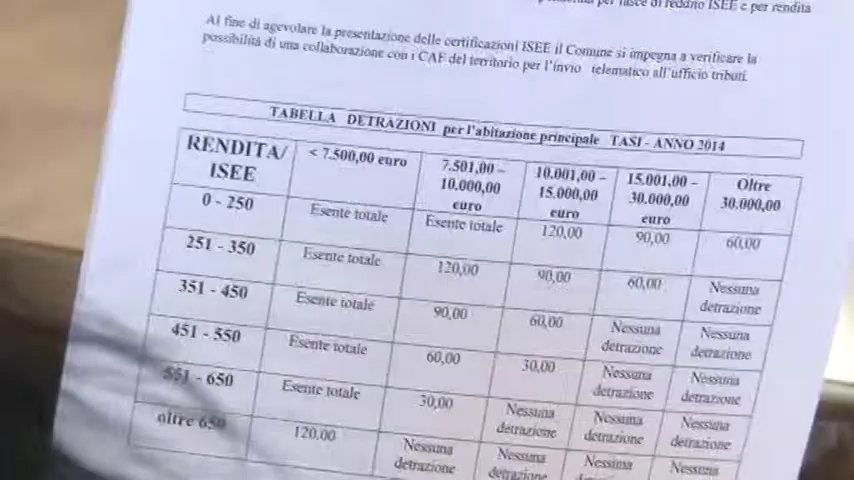 per fasce di reddito ISEE e per rendita
Al fine di agevolare la presentazione delle certificazioni ISEE il Comune si impegna a verificare la
possibilità di una collaborazione con i CAF del territorio per l'invio telematico all'ufficio tributi.
TABELLA DETRAZIONI per l'abitazione principale TASI - ANNO 2014
RENDITA/ ISEE < 7.500,00 euro 7.501,00 – 10.000,00 euro 10.001,00 – 15.000,00 euro 15.001,00 – 30.000,00 euro Oltre 30.000,00
0 - 250 Esente totale Esente totale 120,00 90,00 60,00
251 - 350 Esente totale 120,00 90,00 60,00 Nessuna detrazione
351 - 450 Esente totale 90,00 60,00 Nessuna detrazione Nessuna detrazione
451 - 550 Esente totale 60,00 30,00 Nessuna detrazione Nessuna detrazione
551 - 650 Esente totale 30,00 Nessuna detrazione Nessuna detrazione Nessuna detrazione
oltre 650 120,00 Nessuna detrazione Nessuna detrazione Nessuna Nessuna